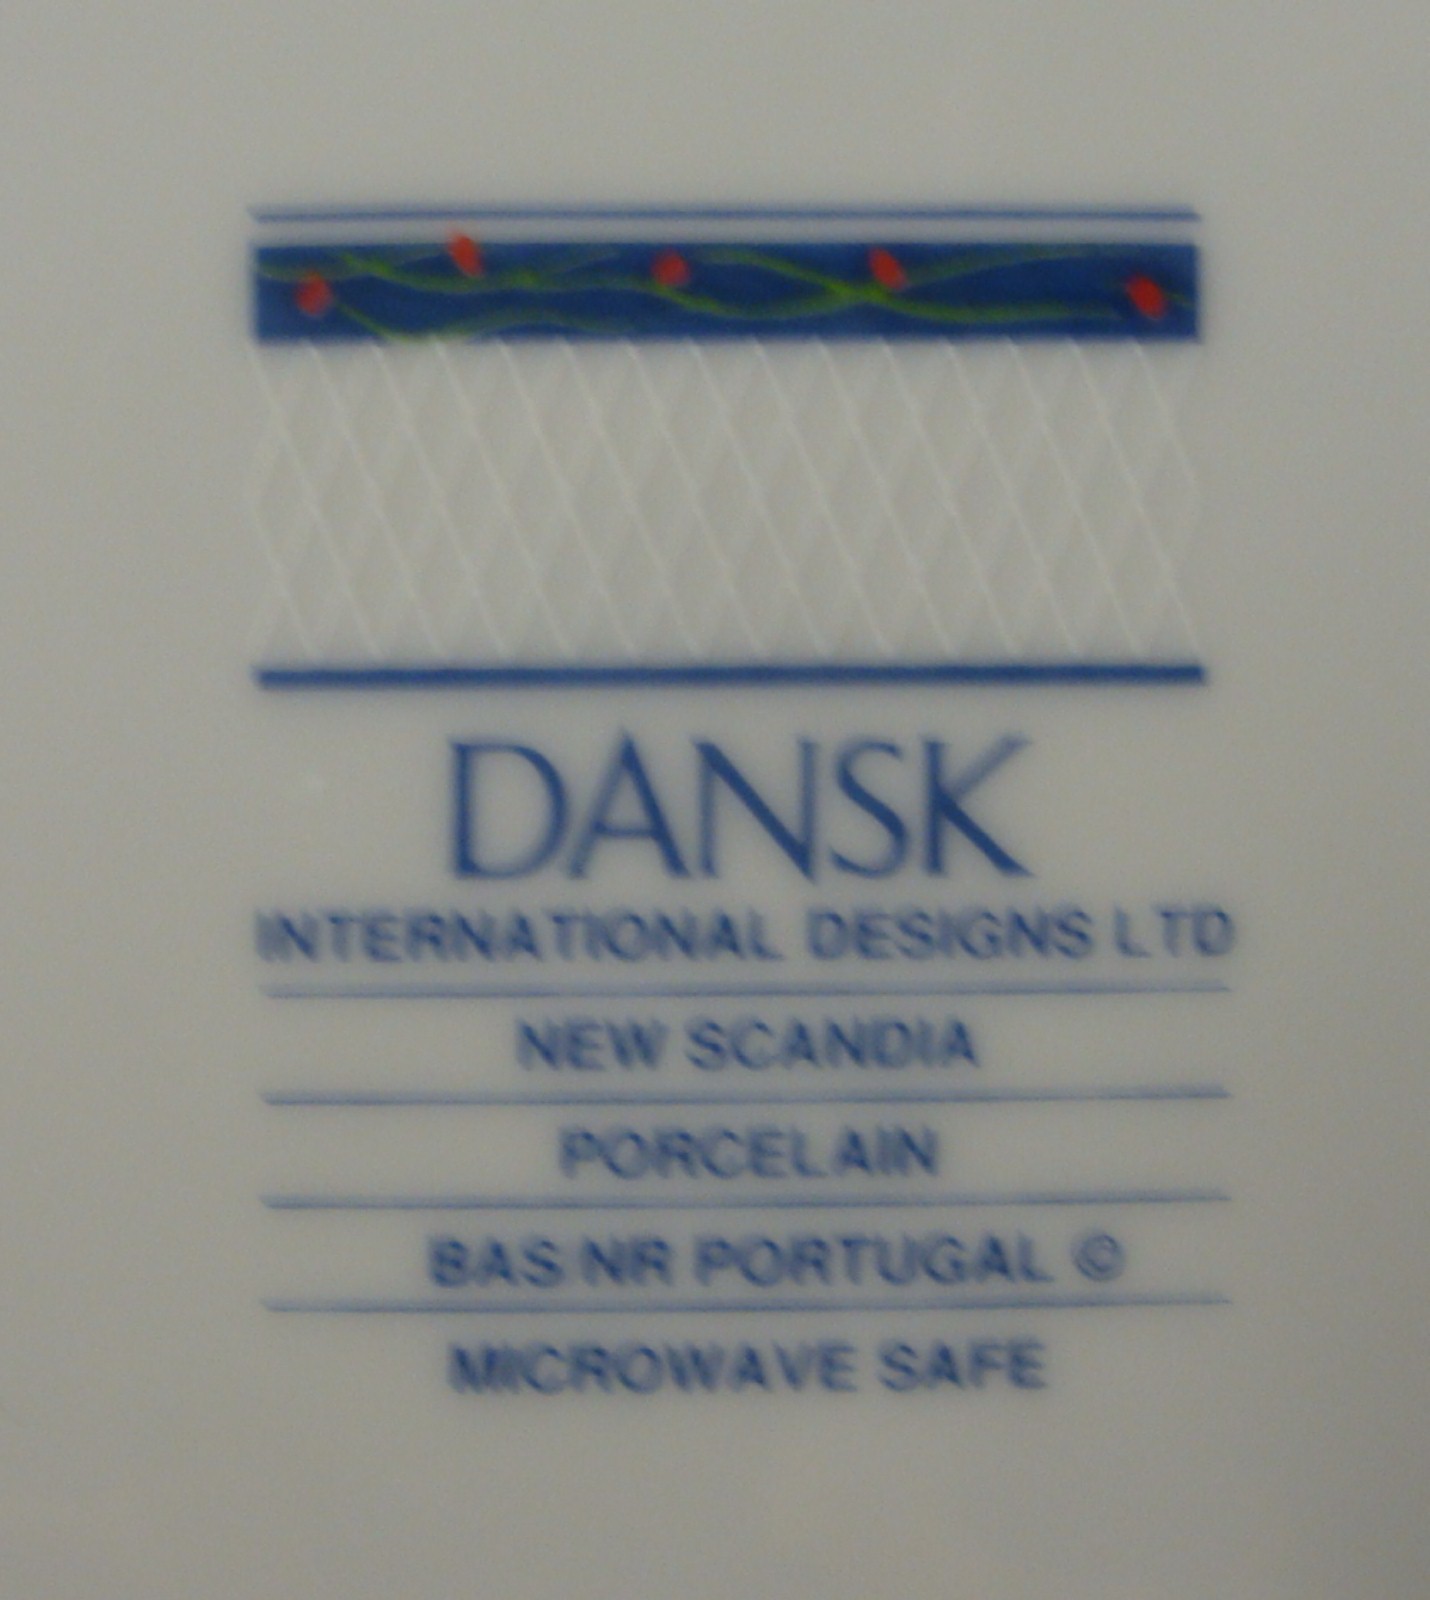 DANSK
INTERNATIONAL DESIGNS LTD
NEW SCANDIA
PORCELAIN
BAS NR PORTUGAL ©
MICROWAVE SAFE